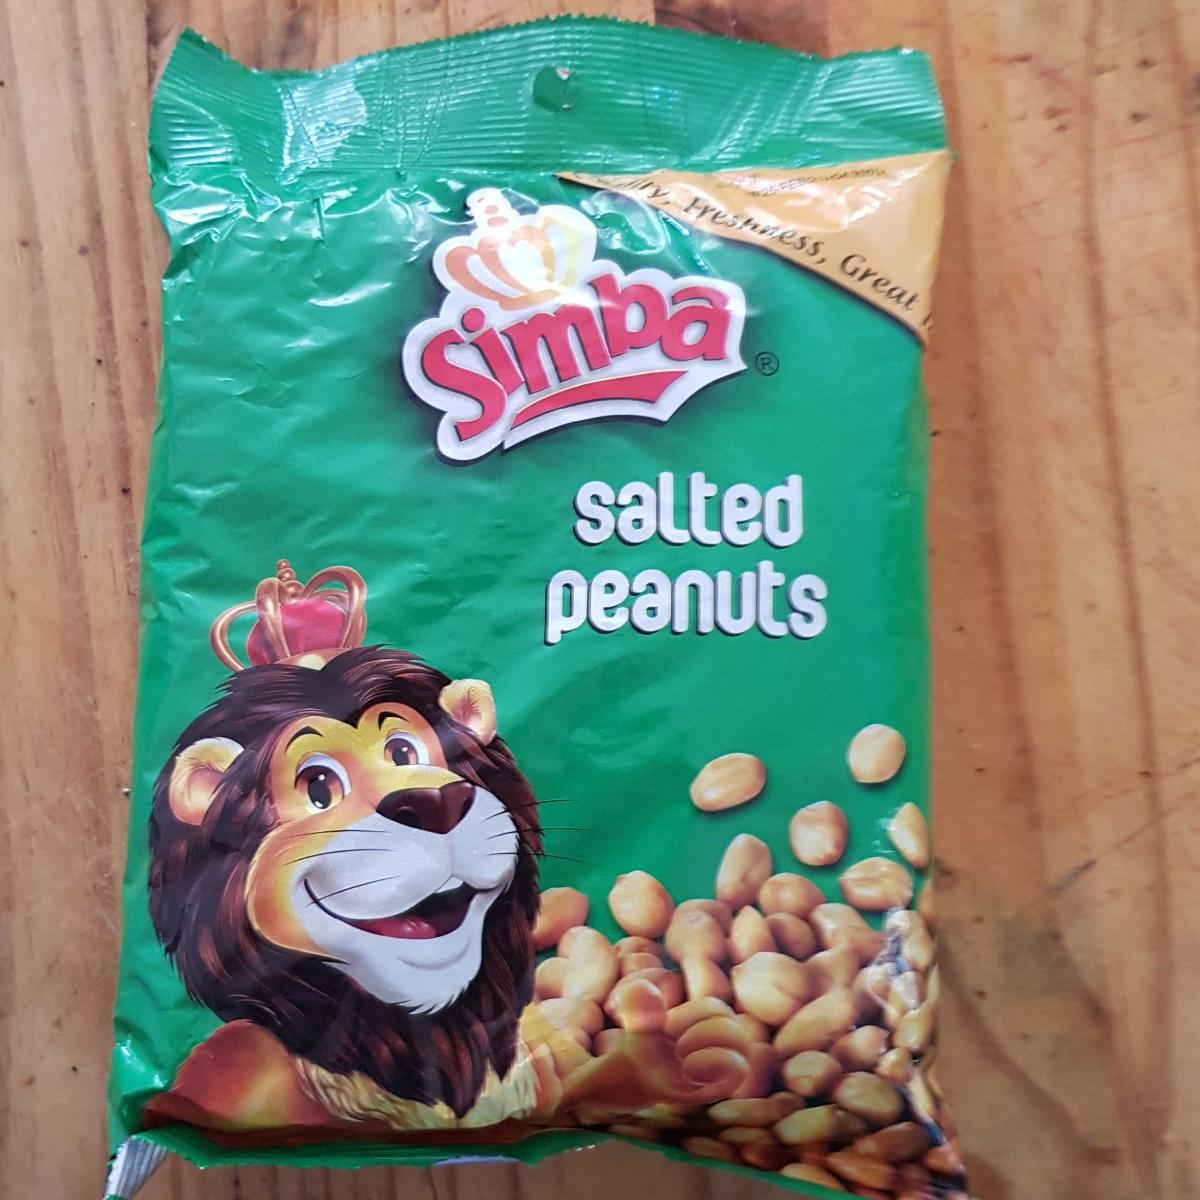 Freshness, Great
Simba®
salted
peanuts